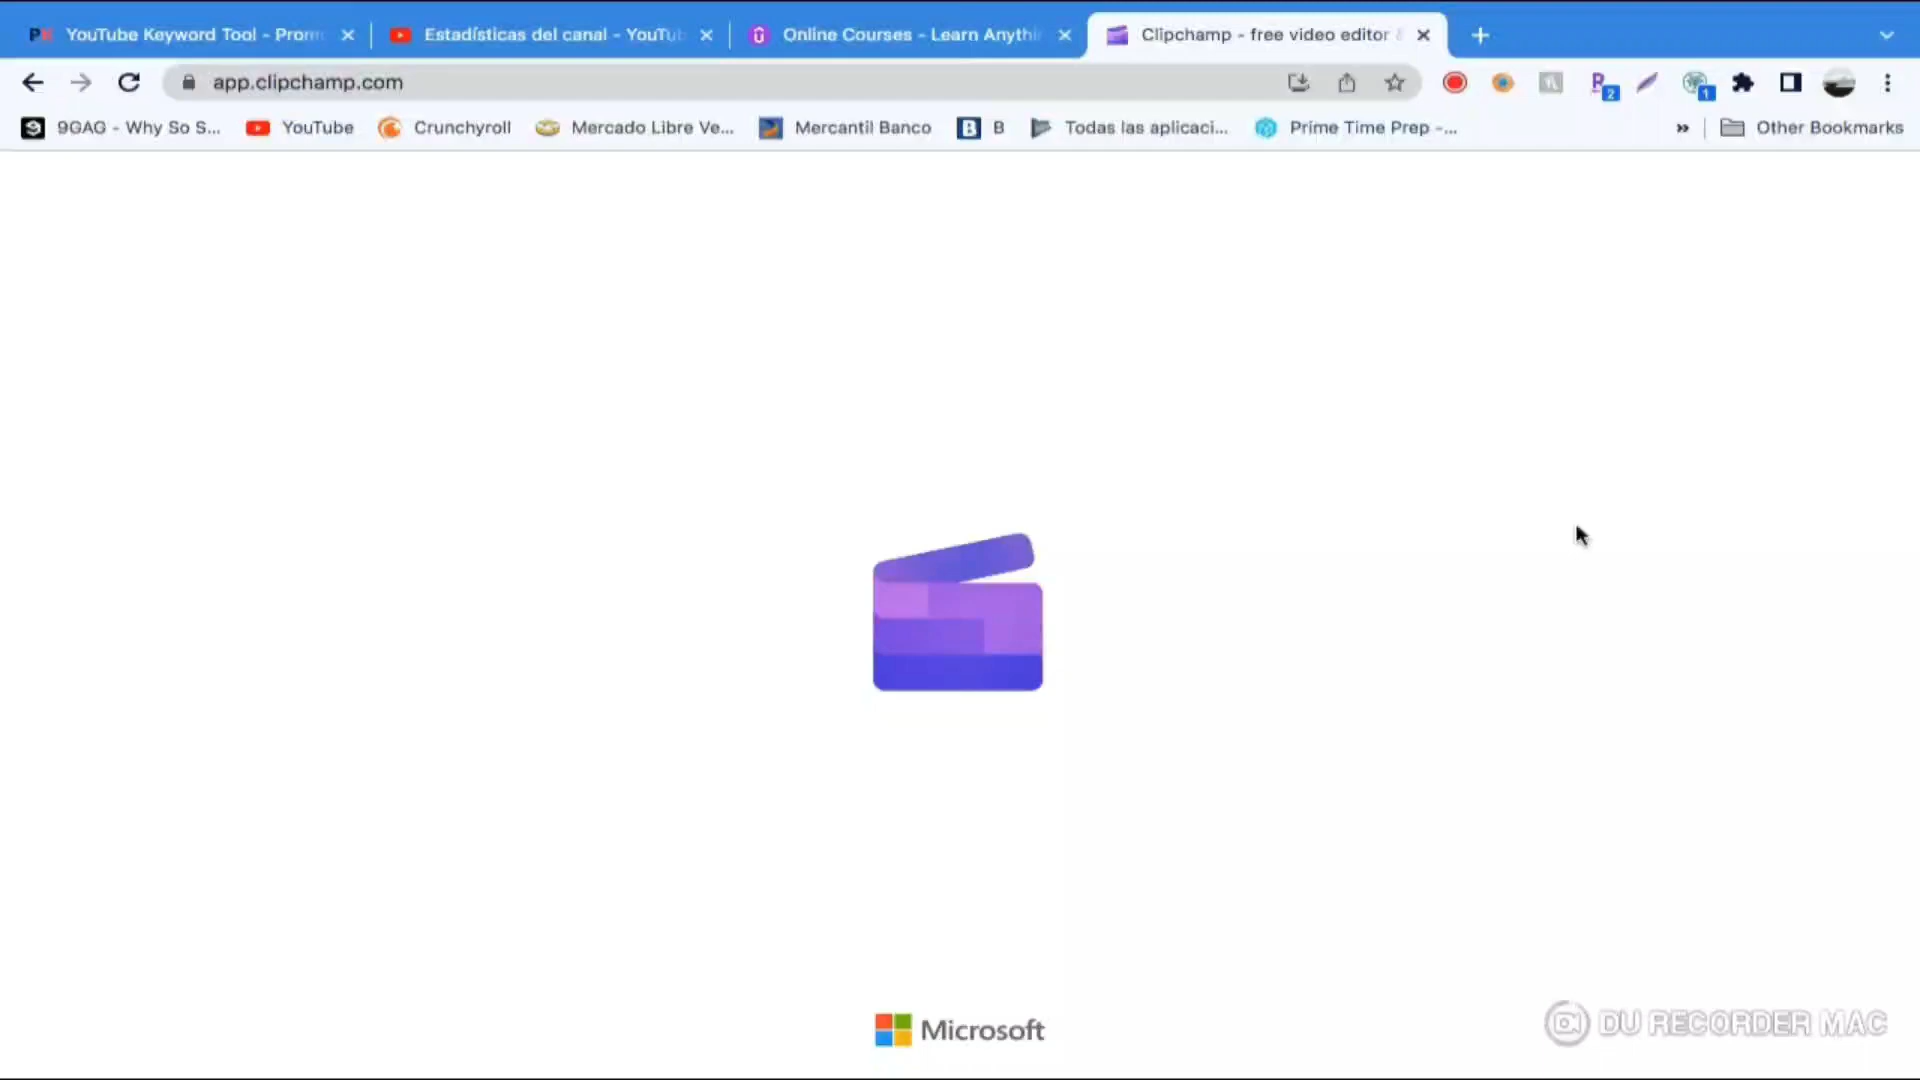 YouTube Keyword Tool - Prom
Estadísticas del canal - YouTu
Online Courses - Learn Anythi
Clipchamp - free video editor &
app.clipchamp.com
2
1
9GAG - Why So S...
YouTube
Crunchyroll
Mercado Libre Ve...
Mercantil Banco
B
B
Todas las aplicaci...
Prime Time Prep -...
Other Bookmarks
Microsoft
DU RECORDER MAC